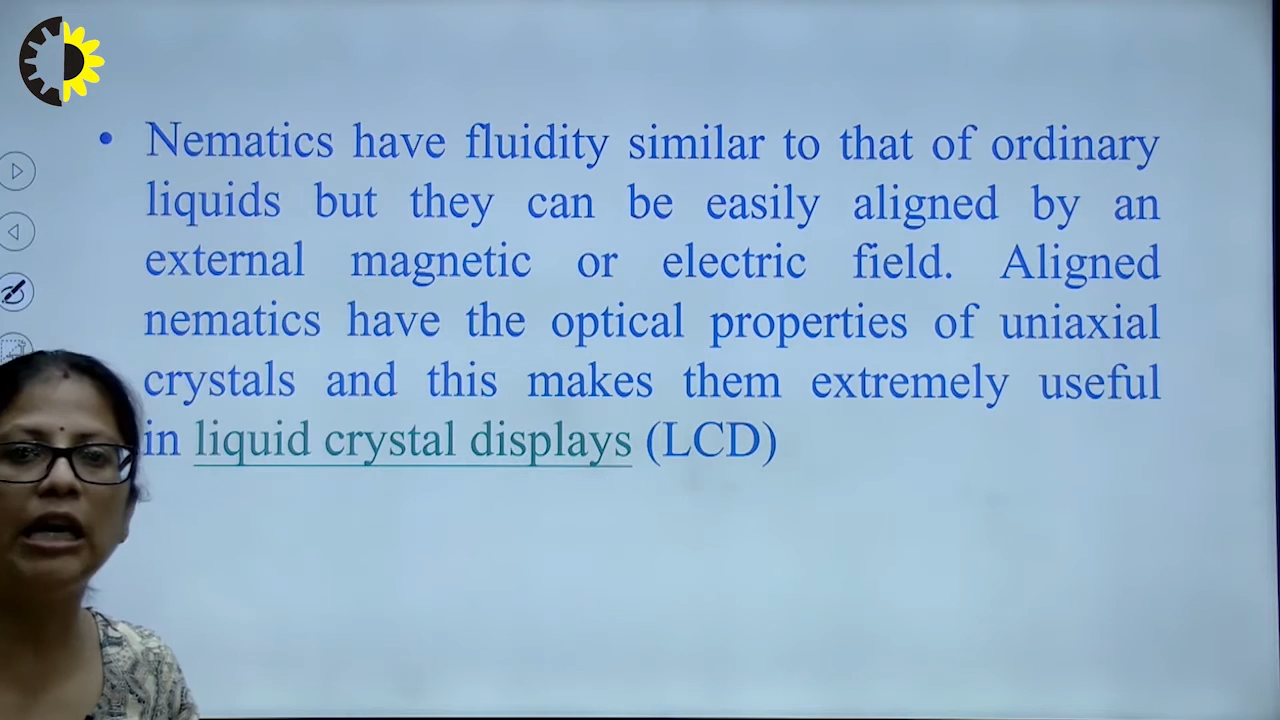 • Nematics have fluidity similar to that of ordinary
liquids but they can be easily aligned by an
external magnetic or electric field. Aligned
nematics have the optical properties of uniaxial
crystals and this makes them extremely useful
in liquid crystal displays (LCD)